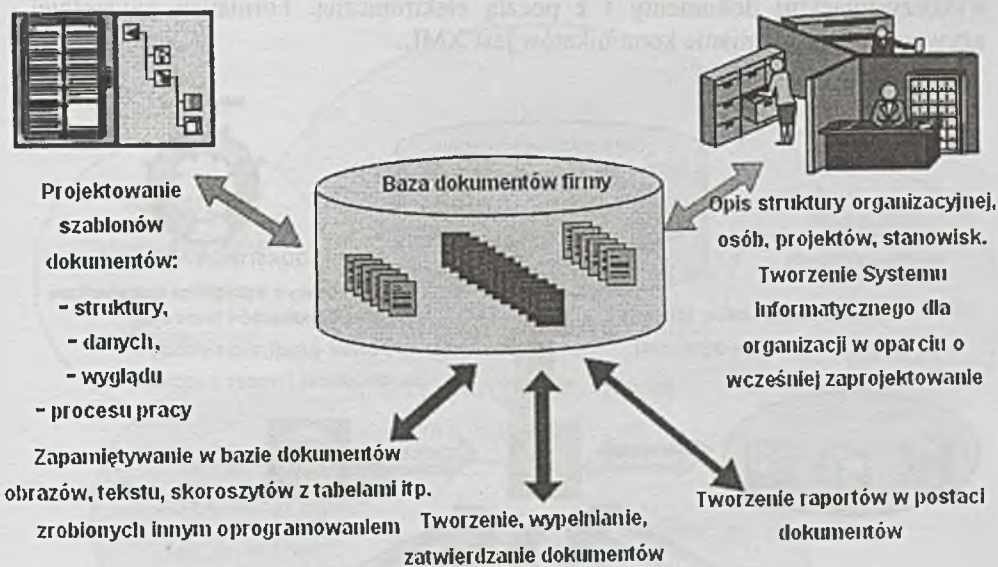 Baza dokumentów firmy
Projektowanie
szablonów
dokumentów:
- struktury,
- danych,
- wyglądu
- procesu pracy
Opis struktury organizacyjnej,
osób, projektów, stanowisk.
Tworzenie Systemu
Informatycznego dla
organizacji w oparciu o
wcześniej zaprojektowanie
Zapamiętywanie w bazie dokumentów
obrazów, tekstu, skoroszytów z tabelami itp.
zrobionych innym oprogramowaniem
Tworzenie, wypełnianie,
zatwierdzanie dokumentów
Tworzenie raportów w postaci
dokumentów